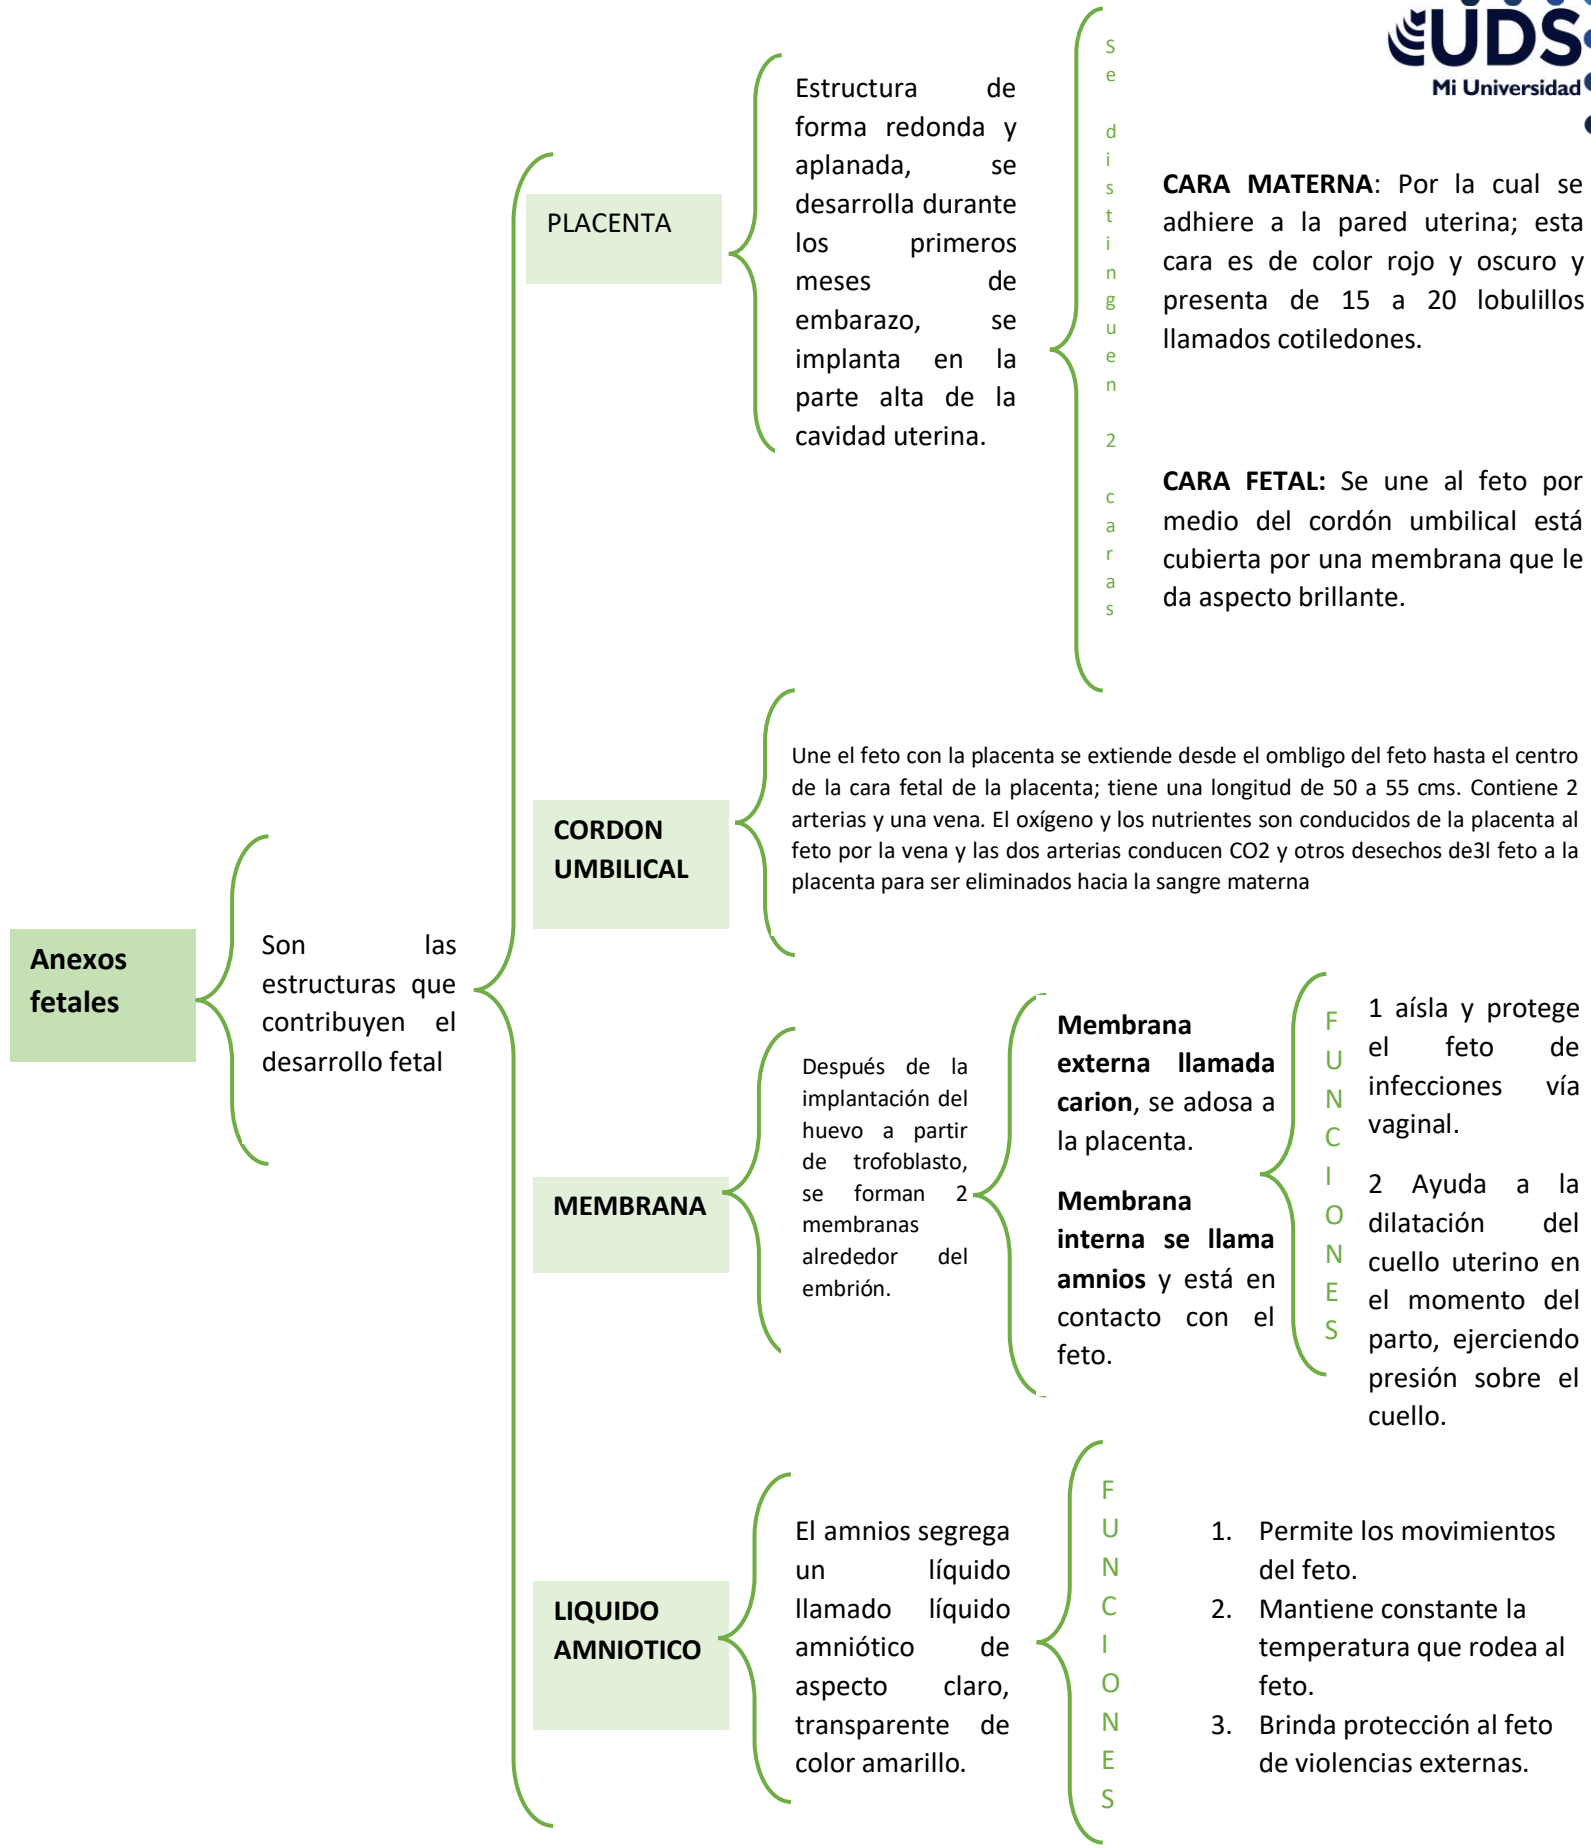 UDS
Mi Universidad
Anexos
fetales
Son las
estructuras que
contribuyen el
desarrollo fetal
PLACENTA
Estructura de
forma redonda y
aplanada, se
desarrolla durante
los primeros
meses de
embarazo, se
implanta en la
parte alta de la
cavidad uterina.
Se distinguen 2 caras
CARA MATERNA: Por la cual se
adhiere a la pared uterina; esta
cara es de color rojo y oscuro y
presenta de 15 a 20 lobulillos
llamados cotiledones.
CARA FETAL: Se une al feto por
medio del cordón umbilical está
cubierta por una membrana que le
da aspecto brillante.
CORDON
UMBILICAL
Une el feto con la placenta se extiende desde el ombligo del feto hasta el centro
de la cara fetal de la placenta; tiene una longitud de 50 a 55 cms. Contiene 2
arterias y una vena. El oxígeno y los nutrientes son conducidos de la placenta al
feto por la vena y las dos arterias conducen CO2 y otros desechos de3l feto a la
placenta para ser eliminados hacia la sangre materna
MEMBRANA
Después de la
implantación del
huevo a partir
de trofoblasto,
se forman 2
membranas
alrededor del
embrión.
Membrana
externa llamada
carion, se adosa a
la placenta.
Membrana
interna se llama
amnios y está en
contacto con el
feto.
FUNCIONES
1 aísla y protege
el feto de
infecciones vía
vaginal.
2 Ayuda a la
dilatación del
cuello uterino en
el momento del
parto, ejerciendo
presión sobre el
cuello.
LIQUIDO
AMNIOTICO
El amnios segrega
un líquido
llamado líquido
amniótico de
aspecto claro,
transparente de
color amarillo.
FUNCIONES
1. Permite los movimientos
del feto.
2. Mantiene constante la
temperatura que rodea al
feto.
3. Brinda protección al feto
de violencias externas.